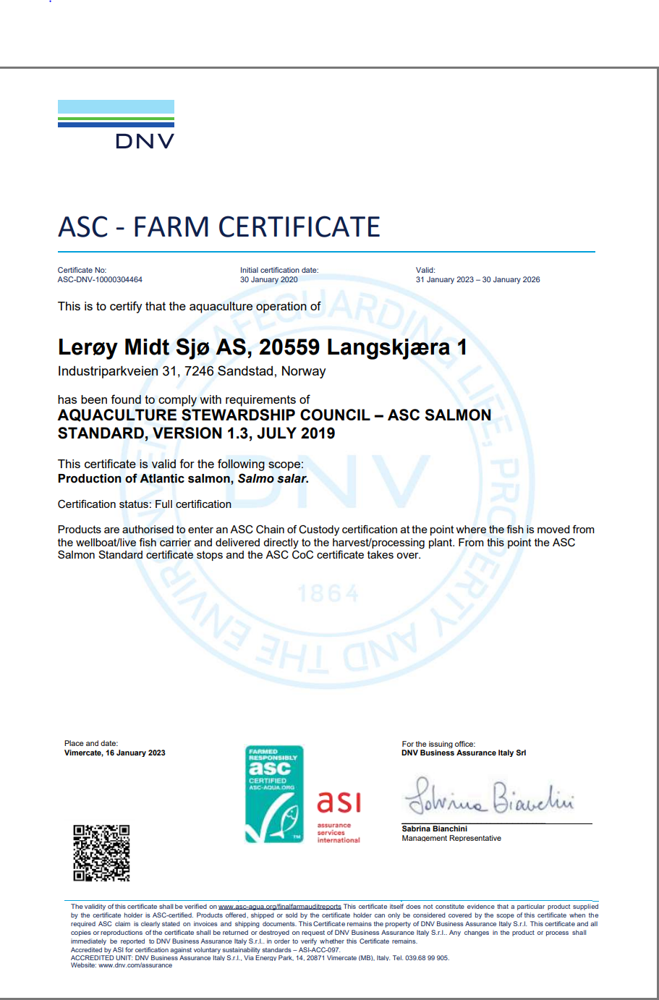 DNV
ASC - FARM CERTIFICATE
Certificate No:
ASC-DNV-10000304464
Initial certification date:
30 January 2020
Valid:
31 January 2023 – 30 January 2026
This is to certify that the aquaculture operation of
Lerøy Midt Sjø AS, 20559 Langskjæra 1
Industriparkveien 31, 7246 Sandstad, Norway
has been found to comply with requirements of
AQUACULTURE STEWARDSHIP COUNCIL – ASC SALMON
STANDARD, VERSION 1.3, JULY 2019
This certificate is valid for the following scope:
Production of Atlantic salmon, Salmo salar.
Certification status: Full certification
Products are authorised to enter an ASC Chain of Custody certification at the point where the fish is moved from
the wellboat/live fish carrier and delivered directly to the harvest/processing plant. From this point the ASC
Salmon Standard certificate stops and the ASC CoC certificate takes over.
SAFEGUARDING LIFE, PROPERTY AND THE ENVIRONMENT
DNV
1864
Place and date:
Vimercate, 16 January 2023
FARMED
RESPONSIBLY
asc
CERTIFIED
ASC-AQUA.ORG
TM
asi
assurance
services
international
For the issuing office:
DNV Business Assurance Italy Srl
Sabrina Bianchini
Sabrina Bianchini
Management Representative
The validity of this certificate shall be verified on www.asc-aqua.org/finalfarmauditreports This certificate itself does not constitute evidence that a particular product supplied
by the certificate holder is ASC-certified. Products offered, shipped or sold by the certificate holder can only be considered covered by the scope of this certificate when the
required ASC claim is clearly stated on invoices and shipping documents. This Certificate remains the property of DNV Business Assurance Italy S.r.l. This certificate and all
copies or reproductions of the certificate shall be returned or destroyed on request of DNV Business Assurance Italy S.r.l.. Any changes in the product or process shall
immediately be reported to DNV Business Assurance Italy S.r.l.. in order to verify whether this Certificate remains.
Accredited by ASI for certification against voluntary sustainability standards – ASI-ACC-097.
ACCREDITED UNIT: DNV Business Assurance Italy S.r.l., Via Energy Park, 14, 20871 Vimercate (MB), Italy. Tel. 039.68 99 905.
Website: www.dnv.com/assurance